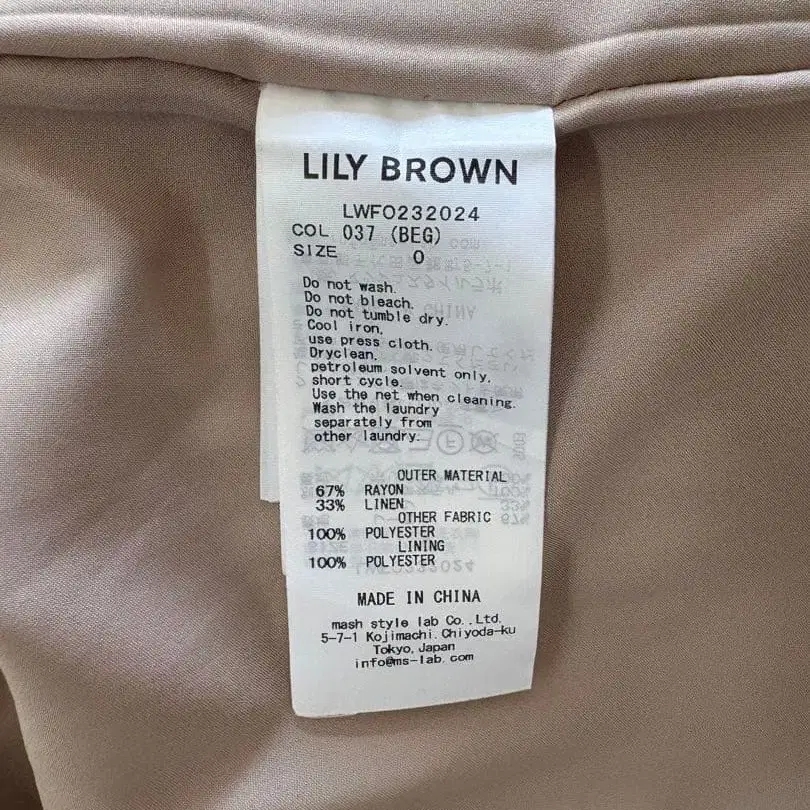 LILY BROWN
LWFO232024
COL 037 (BEG)
SIZE 0
Do not wash.
Do not bleach.
Do not tumble dry.
Cool iron,
use press cloth.
Dryclean,
petroleum solvent only,
short cycle.
Use the net when cleaning.
Wash the laundry
separately from
other laundry.
OUTER MATERIAL
67% RAYON
33% LINEN
OTHER FABRIC
100% POLYESTER
LINING
100% POLYESTER
MADE IN CHINA
mash style lab Co.,Ltd.
5-7-1 Kojimachi.Chiyoda-ku
Tokyo,Japan
info@ms-lab.com